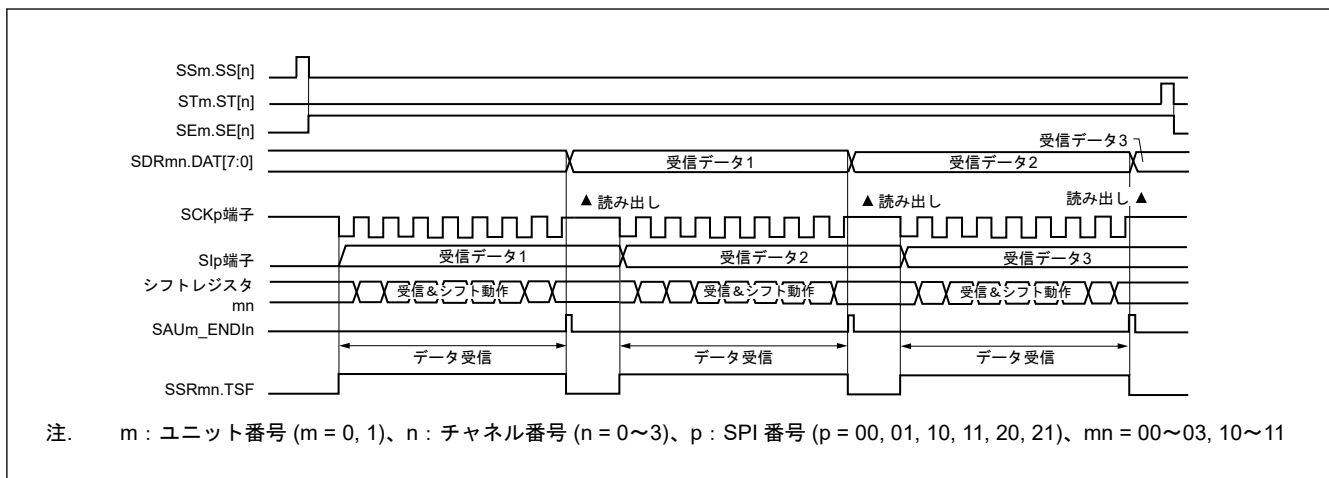 SSm.SS[n]
STm.ST[n]
SEm.SE[n]
受信データ3
SDRmn.DAT[7:0]
受信データ1
受信データ2
▲ 読み出し
▲ 読み出し
読み出し ▲
SCKp端子
SIp端子
受信データ1
受信データ2
受信データ3
シフトレジスタ
mn
受信&シフト動作
受信&シフト動作
受信&シフト動作
SAUm_ENDIn
データ受信
データ受信
データ受信
SSRmn.TSF
注. m:ユニット番号 (m = 0, 1)、n:チャネル番号 (n = 0〜3)、p:SPI 番号 (p = 00, 01, 10, 11, 20, 21)、mn = 00〜03, 10〜11